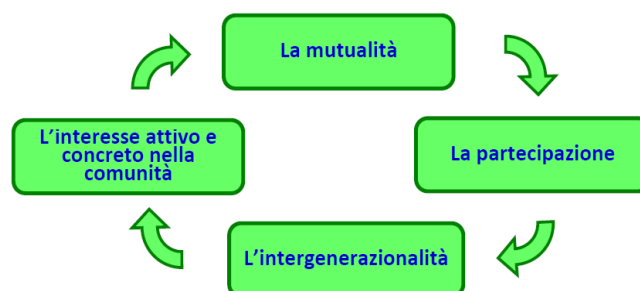 La mutualità
La partecipazione
L'intergenerazionalità
L'interesse attivo e
concreto nella
comunità